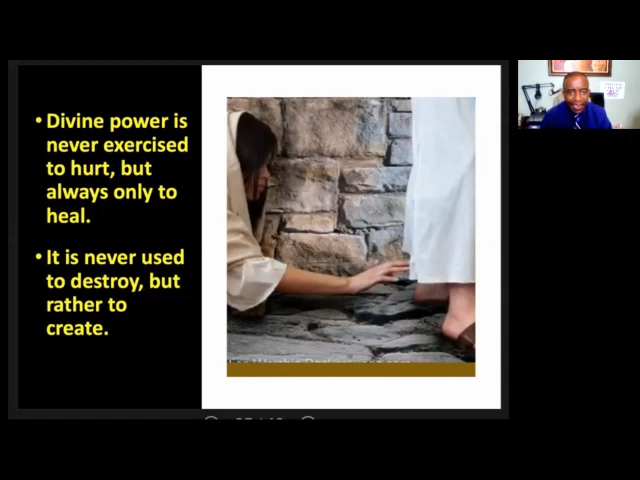 • Divine power is
never exercised
to hurt, but
always only to
heal.
• It is never used
to destroy, but
rather to
create.